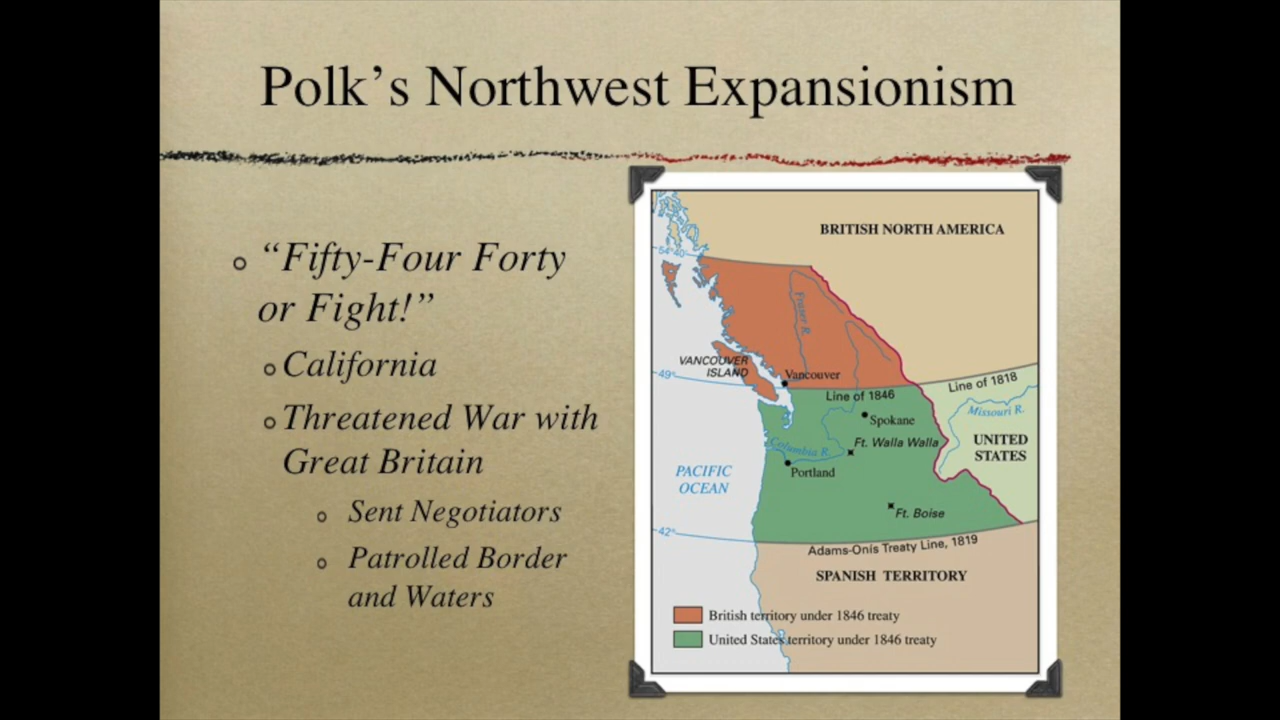 Polk’s Northwest Expansionism
“Fifty-Four Forty
or Fight!”
California
Threatened War with
Great Britain
Sent Negotiators
Patrolled Border
and Waters
BRITISH NORTH AMERICA
54°40'
Fraser R.
VANCOUVER
ISLAND
Vancouver
49°
Line of 1818
Line of 1846
Missouri R.
Spokane
Columbia R.
Ft. Walla Walla
UNITED
STATES
Portland
PACIFIC
OCEAN
Ft. Boise
42°
Adams-Onís Treaty Line, 1819
SPANISH TERRITORY
British territory under 1846 treaty
United States territory under 1846 treaty